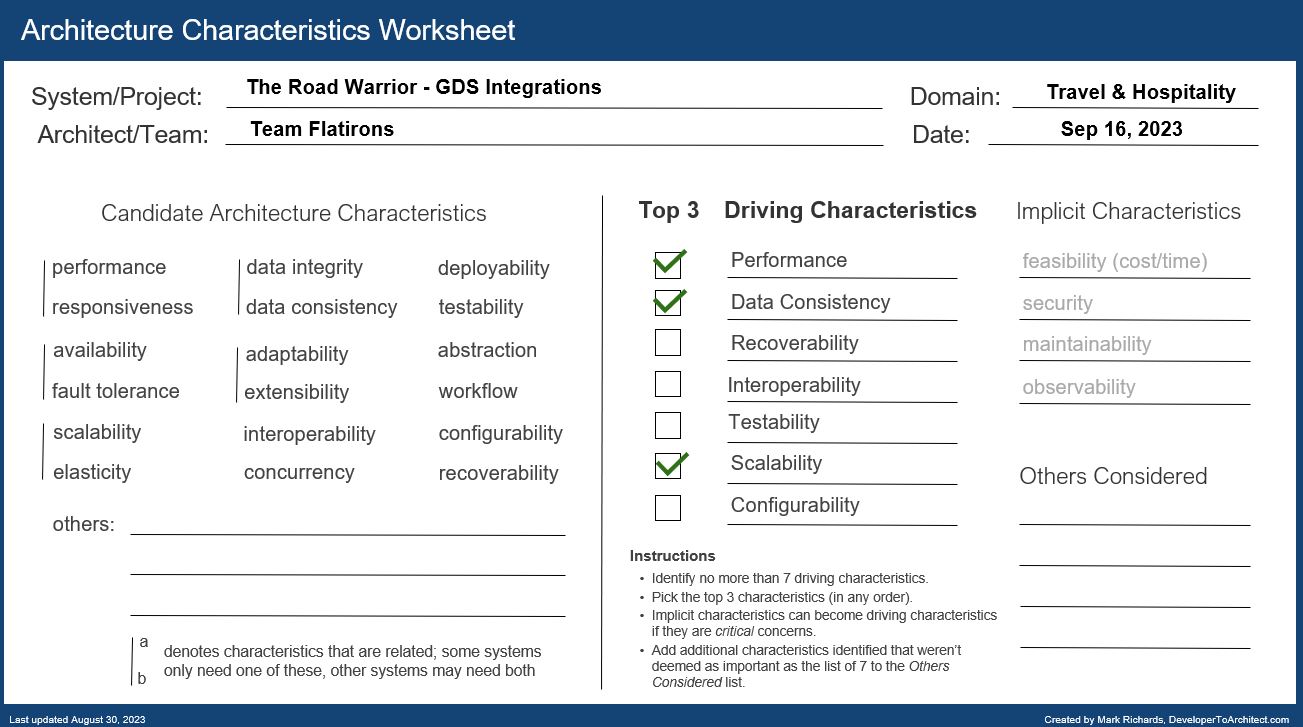 Architecture Characteristics Worksheet
System/Project: The Road Warrior - GDS Integrations
Domain: Travel & Hospitality
Architect/Team: Team Flatirons
Date: Sep 16, 2023
Candidate Architecture Characteristics
performance data integrity deployability
responsiveness data consistency testability
availability adaptability abstraction
fault tolerance extensibility workflow
scalability interoperability configurability
elasticity concurrency recoverability
others:
a
b
denotes characteristics that are related; some systems
only need one of these, other systems may need both
Top 3 Driving Characteristics
Performance
Data Consistency
Recoverability
Interoperability
Testability
Scalability
Configurability
Instructions
• Identify no more than 7 driving characteristics.
• Pick the top 3 characteristics (in any order).
• Implicit characteristics can become driving characteristics
if they are critical concerns.
• Add additional characteristics identified that weren't
deemed as important as the list of 7 to the Others
Considered list.
Implicit Characteristics
feasibility (cost/time)
security
maintainability
observability
Others Considered
Last updated August 30, 2023
Created by Mark Richards, DeveloperToArchitect.com